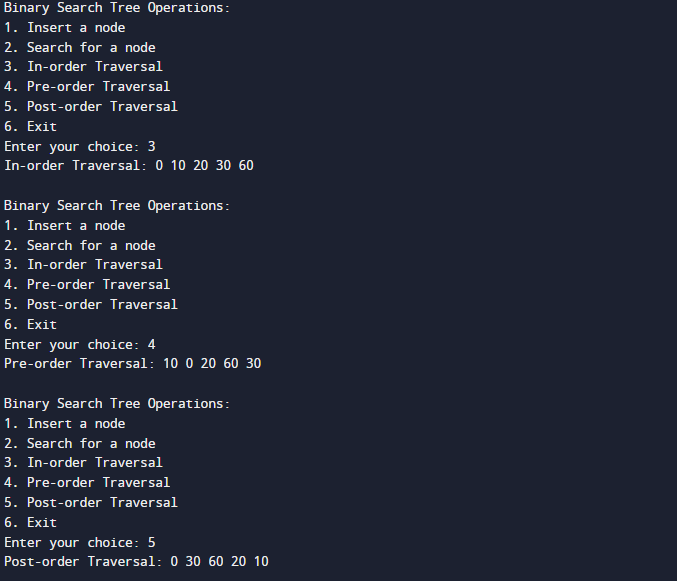 Binary Search Tree Operations:
1. Insert a node
2. Search for a node
3. In-order Traversal
4. Pre-order Traversal
5. Post-order Traversal
6. Exit
Enter your choice: 3
In-order Traversal: 0 10 20 30 60

Binary Search Tree Operations:
1. Insert a node
2. Search for a node
3. In-order Traversal
4. Pre-order Traversal
5. Post-order Traversal
6. Exit
Enter your choice: 4
Pre-order Traversal: 10 0 20 60 30

Binary Search Tree Operations:
1. Insert a node
2. Search for a node
3. In-order Traversal
4. Pre-order Traversal
5. Post-order Traversal
6. Exit
Enter your choice: 5
Post-order Traversal: 0 30 60 20 10